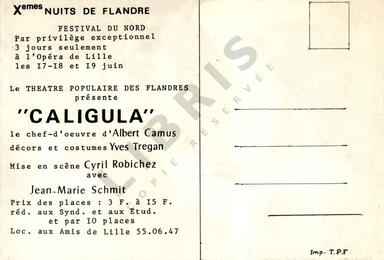 Xemes NUITS DE FLANDRE
FESTIVAL DU NORD
Par privilège exceptionnel
3 jours seulement
à l'Opéra de Lille
les 17-18 et 19 juin
Le THEATRE POPULAIRE DES FLANDRES
présente
"CALIGULA"
le chef-d'oeuvre d'Albert Camus
décors et costumes Yves Tregan
Mise en scène Cyril Robichez
avec
Jean-Marie Schmit
Prix des places : 3 F. à 15 F.
réd. aux Synd. et aux Etud.
et par 10 places
Loc. aux Amis de Lille 55.06.47
Imp. T.P.F
LIBRIS
COPIE RÉSERVÉE